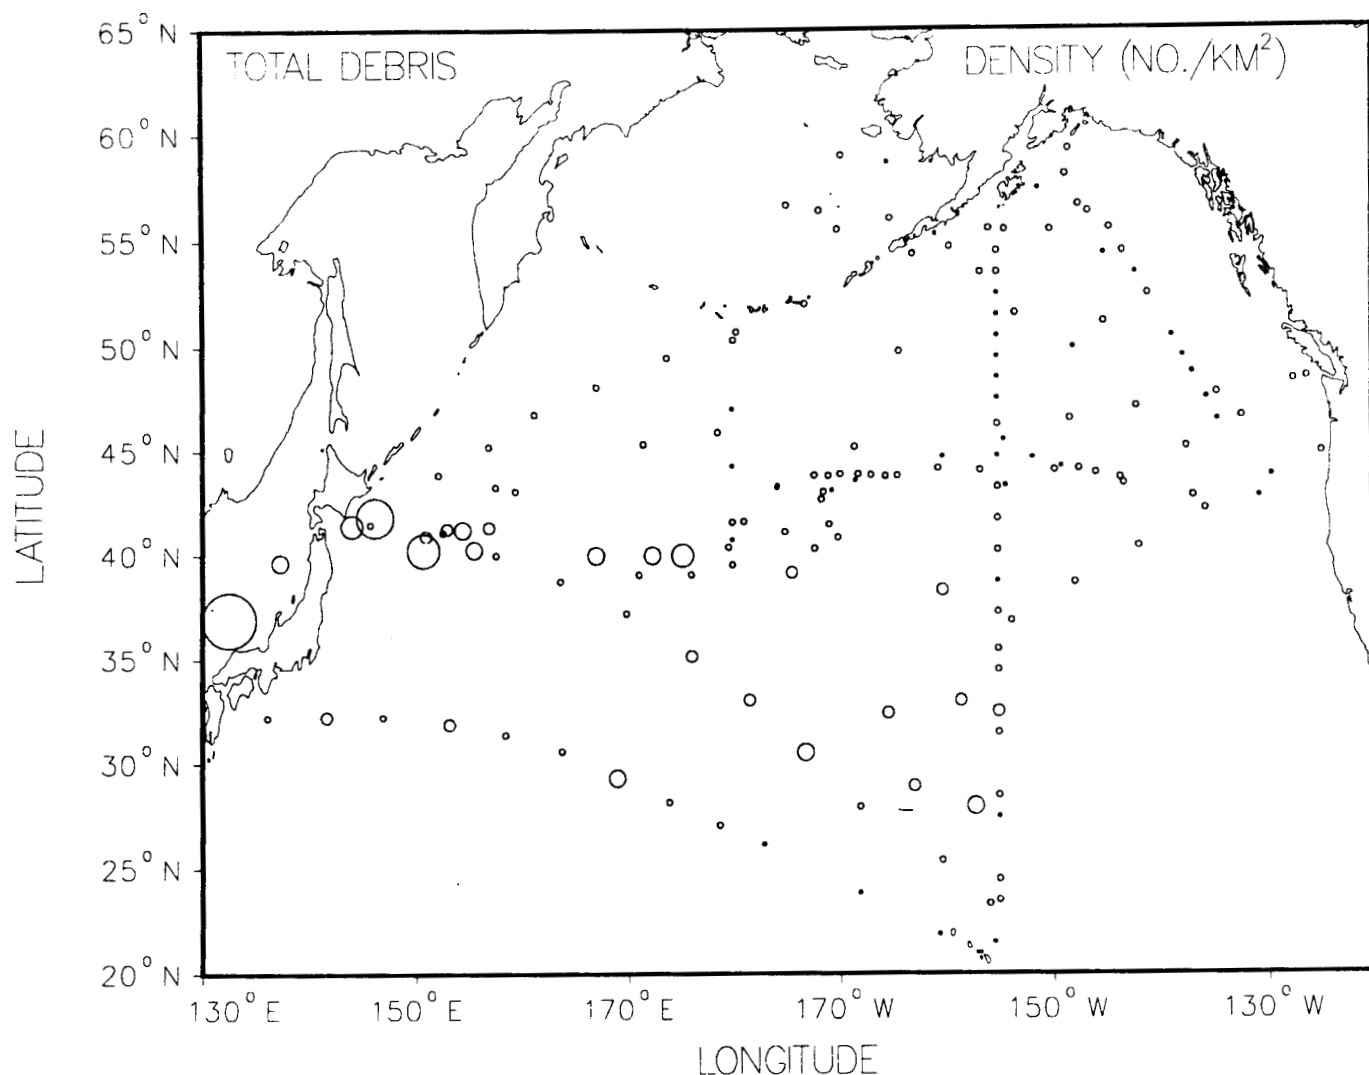 TOTAL DEBRIS
DENSITY (NO./KM²)
65° N
60° N
55° N
50° N
45° N
40° N
35° N
30° N
25° N
20° N
LATITUDE
130° E
150° E
170° E
170° W
150° W
130° W
LONGITUDE